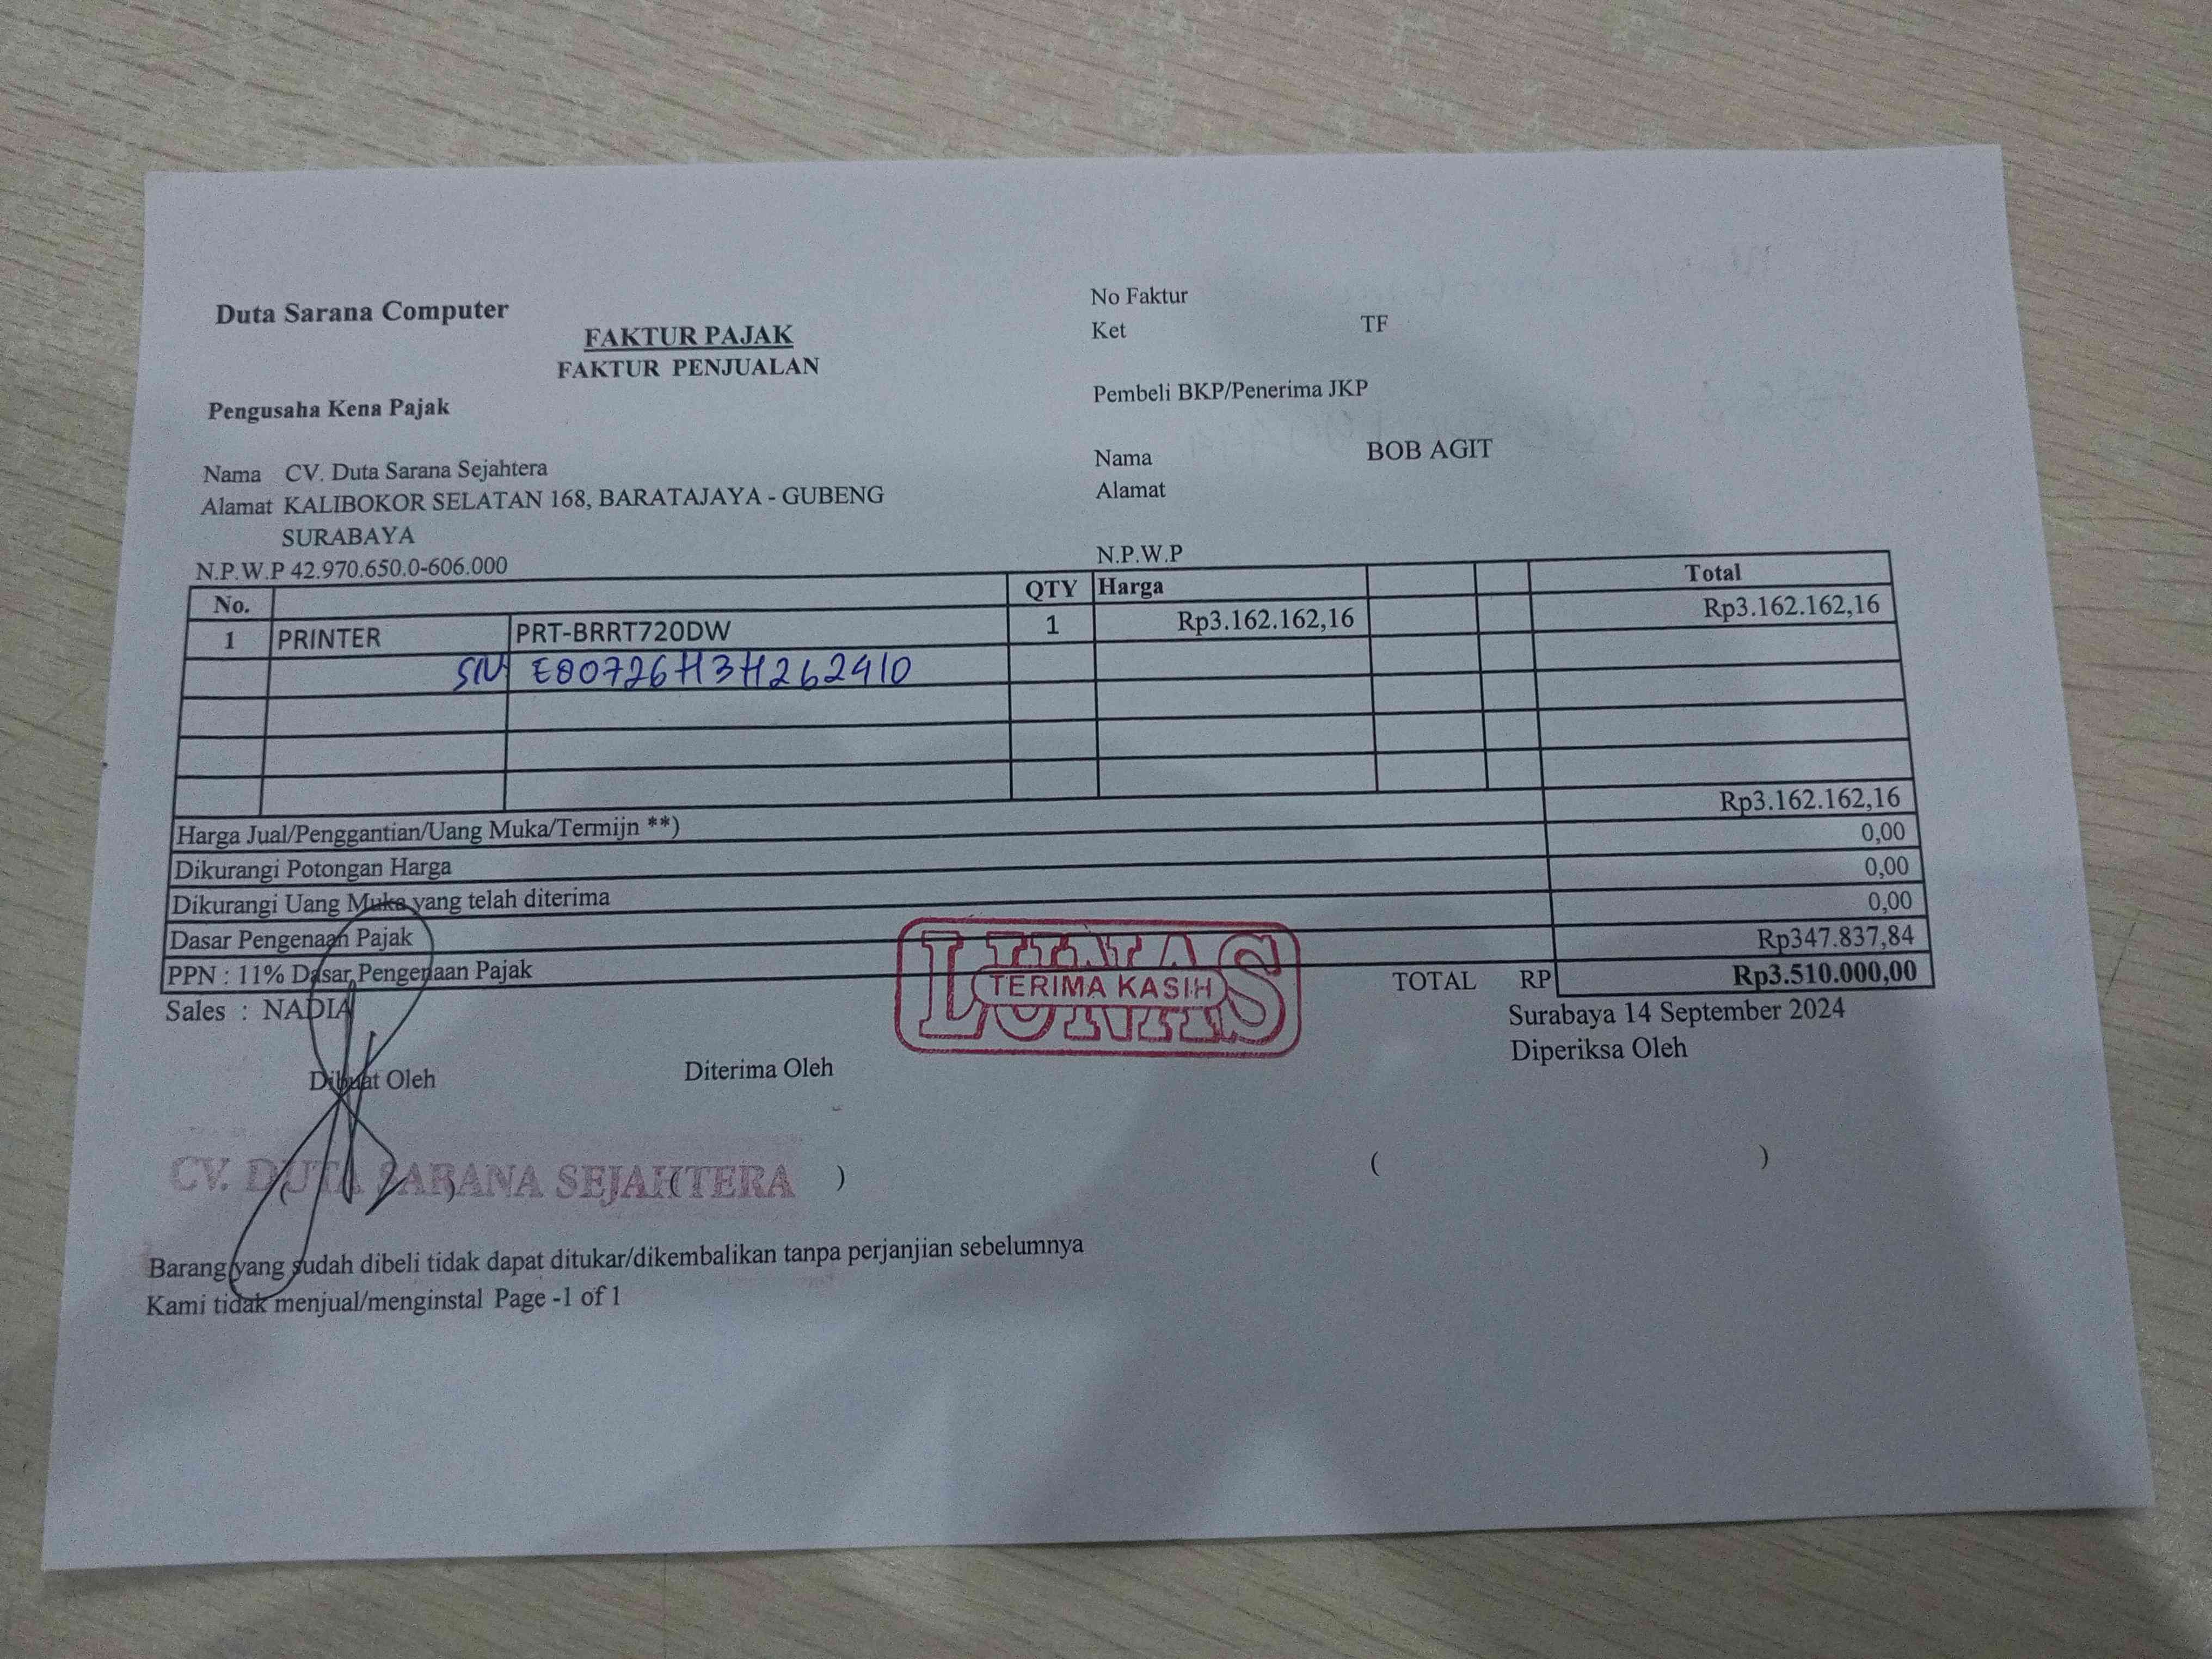 Duta Sarana Computer
FAKTUR PAJAK
FAKTUR PENJUALAN
No Faktur
Ket TF
Pengusaha Kena Pajak
Pembeli BKP/Penerima JKP
Nama CV. Duta Sarana Sejahtera
Alamat KALIBOKOR SELATAN 168, BARATAJAYA - GUBENG
SURABAYA
N.P.W.P 42.970.650.0-606.000
Nama BOB AGIT
Alamat
N.P.W.P
No. QTY Harga Total
1 PRINTER PRT-BRRT720DW 1 Rp3.162.162,16 Rp3.162.162,16
SN E80726H3H262410
Rp3.162.162,16
Harga Jual/Penggantian/Uang Muka/Termijn **) 0,00
Dikurangi Potongan Harga 0,00
Dikurangi Uang Muka yang telah diterima 0,00
Dasar Pengenaan Pajak Rp347.837,84
PPN : 11% Dasar Pengenaan Pajak TOTAL RP Rp3.510.000,00
LUNAS
TERIMA KASIH
Sales : NADIA
Surabaya 14 September 2024
Dibuat Oleh Diterima Oleh Diperiksa Oleh
CV. DUTA SARANA SEJAHTERA
( ) ( ) ( )
Barang yang sudah dibeli tidak dapat ditukar/dikembalikan tanpa perjanjian sebelumnya
Kami tidak menjual/menginstal Page -1 of 1